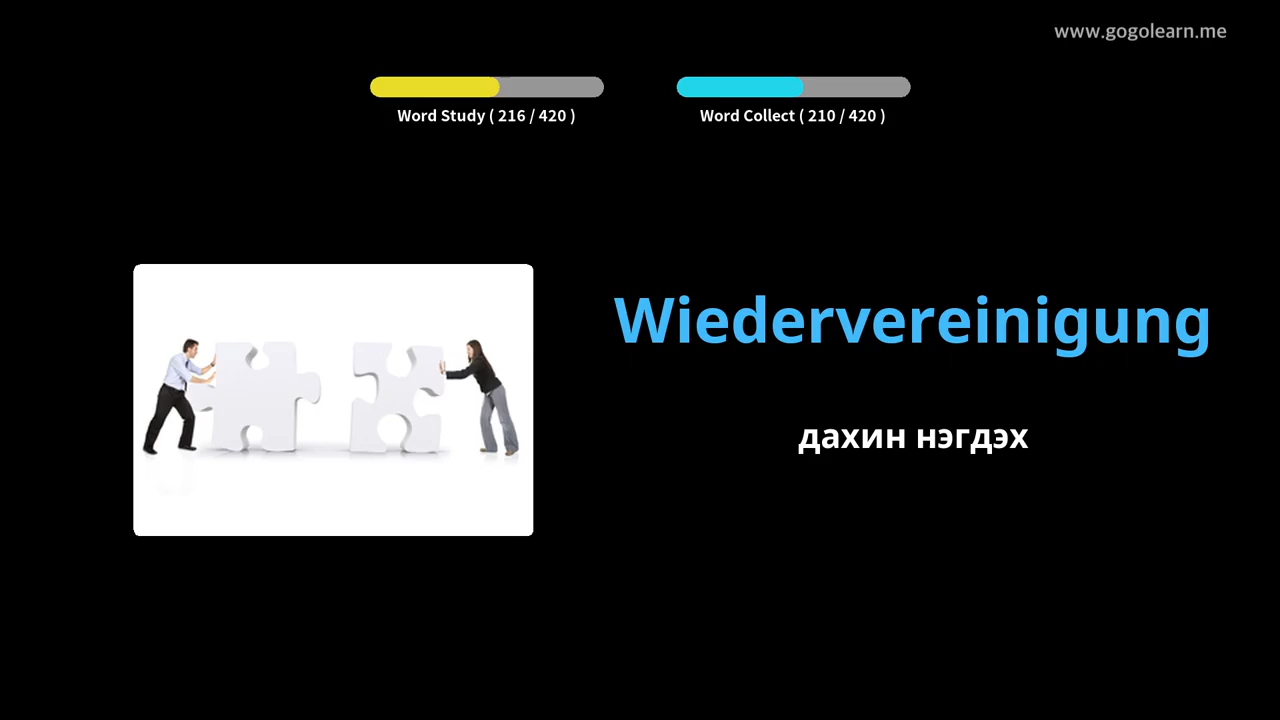 www.gogolearn.me
Word Study ( 216 / 420 )
Word Collect ( 210 / 420 )
Wiedervereinigung
дахин нэгдэх